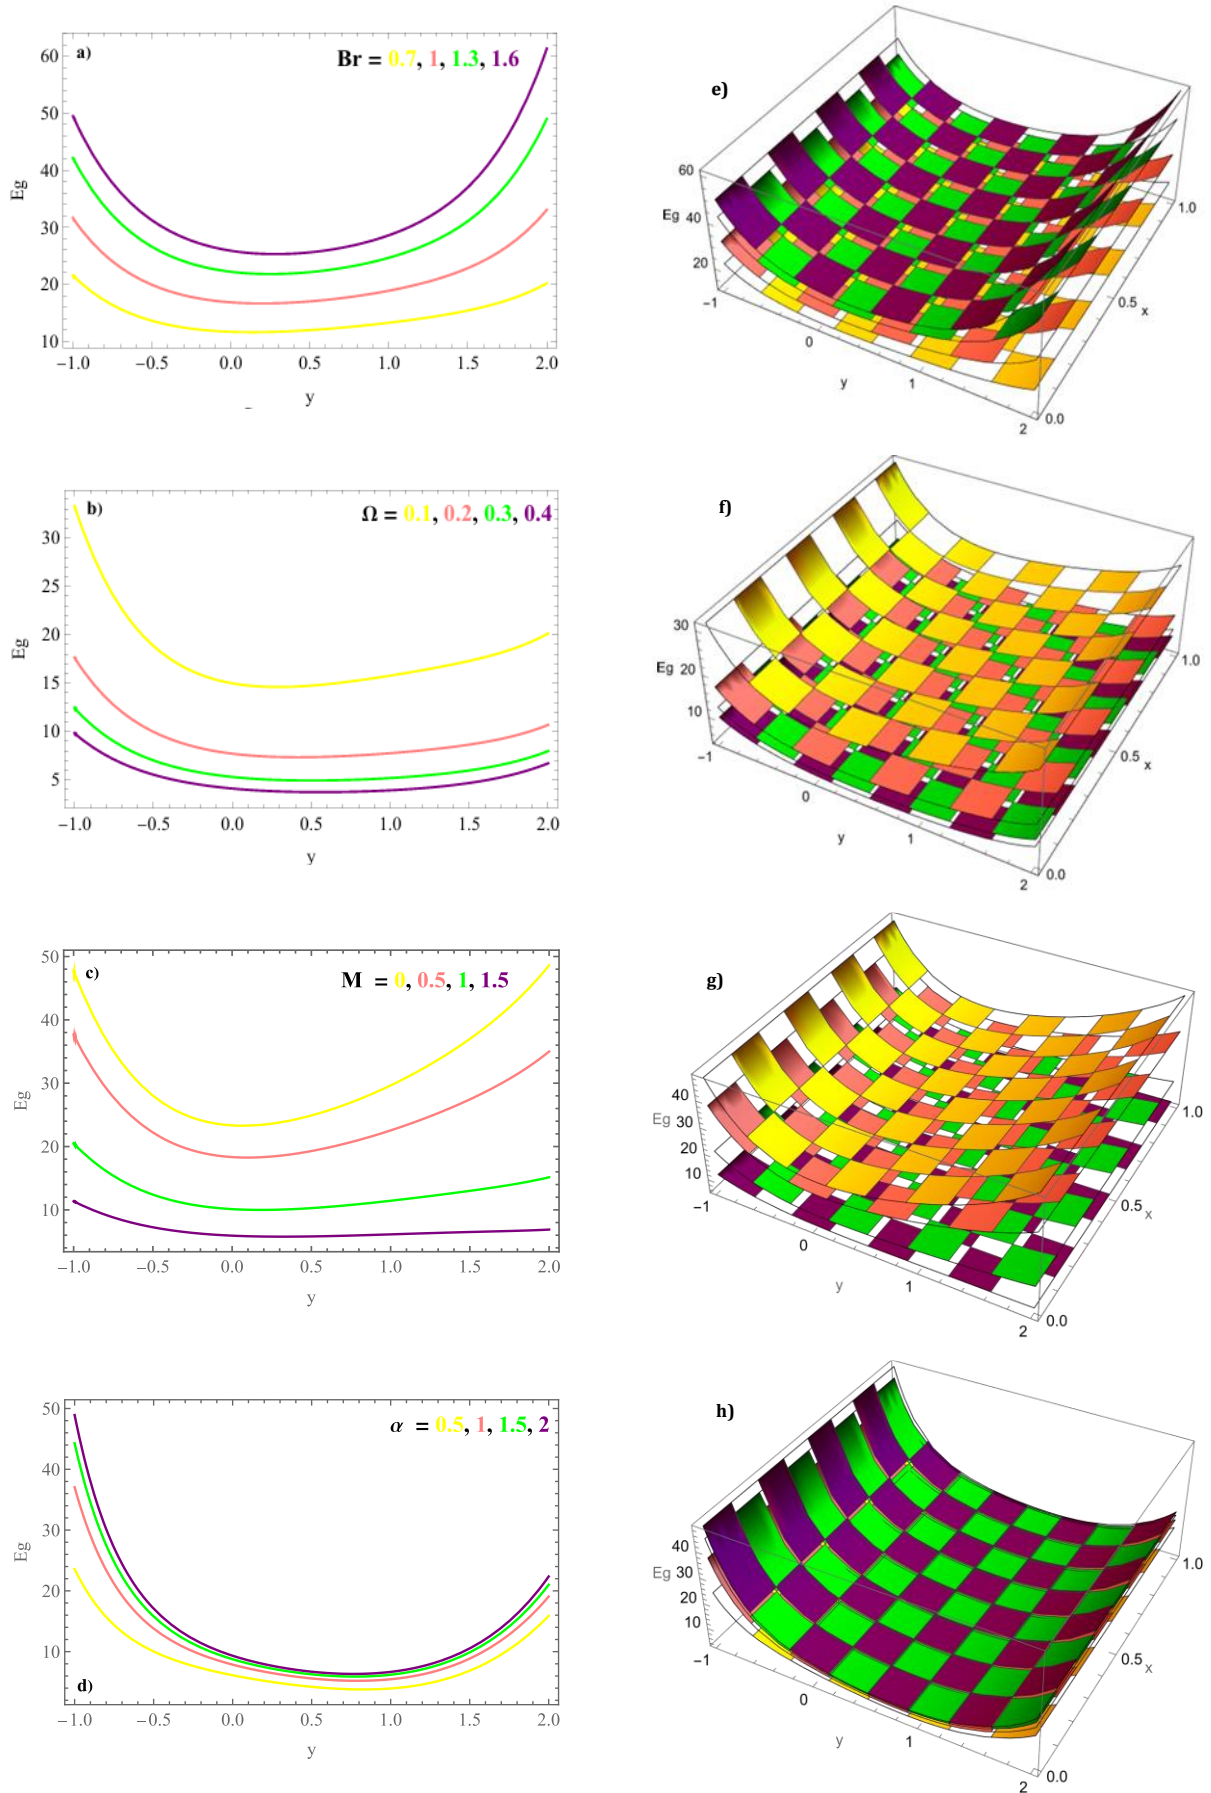 a)
Br = 0.7, 1, 1.3, 1.6
60
50
40
30
20
10
Eg
−1.0 −0.5 0.0 0.5 1.0 1.5 2.0
y
e)
60
Eg 40
20
−1
0
1
2
y
0.0
0.5
1.0
x
b)
Ω = 0.1, 0.2, 0.3, 0.4
30
25
20
15
10
5
Eg
−1.0 −0.5 0.0 0.5 1.0 1.5 2.0
y
f)
30
Eg 20
10
−1
0
1
2
y
0.0
0.5
1.0
x
c)
M = 0, 0.5, 1, 1.5
50
40
30
20
10
Eg
−1.0 −0.5 0.0 0.5 1.0 1.5 2.0
y
g)
40
Eg 30
20
10
−1
0
1
2
y
0.0
0.5
1.0
x
d)
α = 0.5, 1, 1.5, 2
50
40
30
20
10
Eg
−1.0 −0.5 0.0 0.5 1.0 1.5 2.0
y
h)
40
Eg 30
20
10
−1
0
1
2
y
0.0
0.5
1.0
x